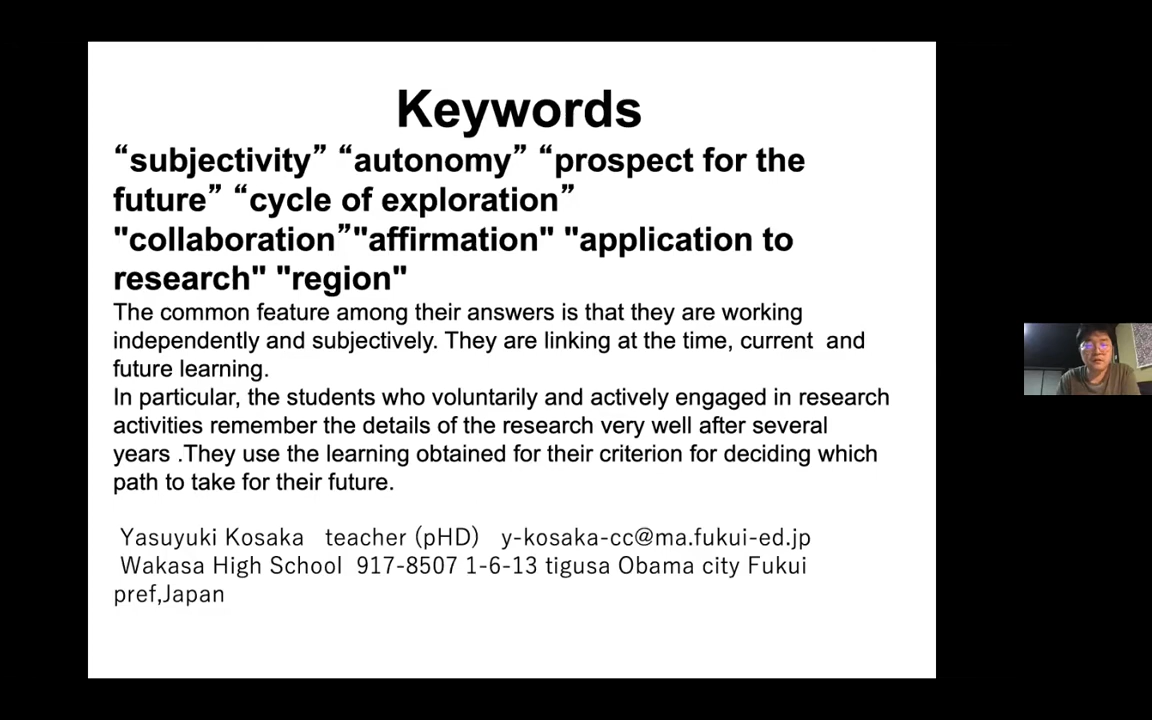 Keywords
“subjectivity” “autonomy” “prospect for the
future” “cycle of exploration”
"collaboration”"affirmation" "application to
research" "region"
The common feature among their answers is that they are working
independently and subjectively. They are linking at the time, current  and
future learning.
In particular, the students who voluntarily and actively engaged in research
activities remember the details of the research very well after several
years .They use the learning obtained for their criterion for deciding which
path to take for their future.
Yasuyuki Kosaka   teacher (pHD)   y-kosaka-cc@ma.fukui-ed.jp
Wakasa High School  917-8507 1-6-13 tigusa Obama city Fukui
pref,Japan